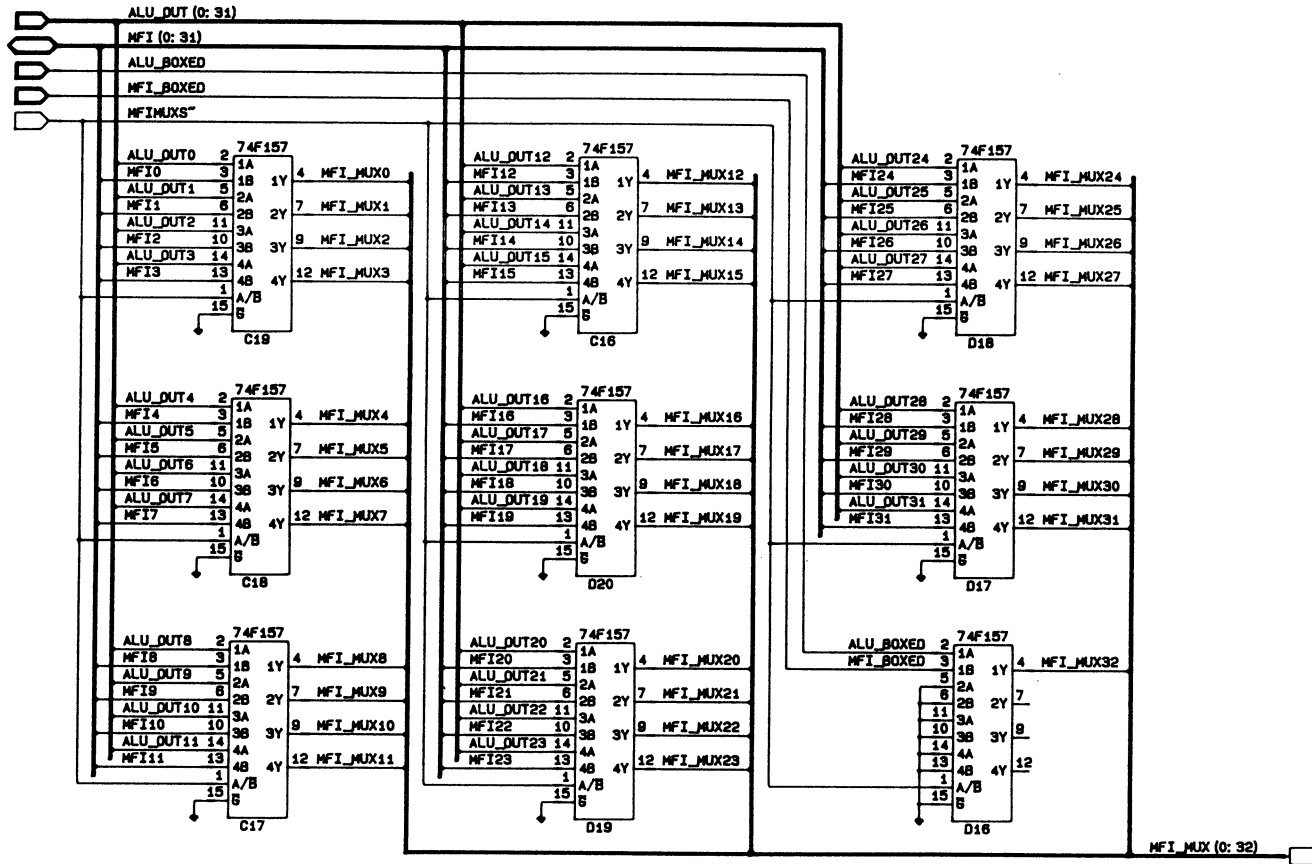 ALU_OUT (0: 31)
MFI (0: 31)
ALU_BOXED
MFI_BOXED
MFIMUXS~
74F157
ALU_OUT0 2 1A
MFI0 3 1B 1Y 4 MFI_MUX0
ALU_OUT1 5 2A
MFI1 6 2B 2Y 7 MFI_MUX1
ALU_OUT2 11 3A
MFI2 10 3B 3Y 9 MFI_MUX2
ALU_OUT3 14 4A
MFI3 13 4B 4Y 12 MFI_MUX3
1 A/B̅
15 G̅
C19
74F157
ALU_OUT4 2 1A
MFI4 3 1B 1Y 4 MFI_MUX4
ALU_OUT5 5 2A
MFI5 6 2B 2Y 7 MFI_MUX5
ALU_OUT6 11 3A
MFI6 10 3B 3Y 9 MFI_MUX6
ALU_OUT7 14 4A
MFI7 13 4B 4Y 12 MFI_MUX7
1 A/B̅
15 G̅
C18
74F157
ALU_OUT8 2 1A
MFI8 3 1B 1Y 4 MFI_MUX8
ALU_OUT9 5 2A
MFI9 6 2B 2Y 7 MFI_MUX9
ALU_OUT10 11 3A
MFI10 10 3B 3Y 9 MFI_MUX10
ALU_OUT11 14 4A
MFI11 13 4B 4Y 12 MFI_MUX11
1 A/B̅
15 G̅
C17
74F157
ALU_OUT12 2 1A
MFI12 3 1B 1Y 4 MFI_MUX12
ALU_OUT13 5 2A
MFI13 6 2B 2Y 7 MFI_MUX13
ALU_OUT14 11 3A
MFI14 10 3B 3Y 9 MFI_MUX14
ALU_OUT15 14 4A
MFI15 13 4B 4Y 12 MFI_MUX15
1 A/B̅
15 G̅
C16
74F157
ALU_OUT16 2 1A
MFI16 3 1B 1Y 4 MFI_MUX16
ALU_OUT17 5 2A
MFI17 6 2B 2Y 7 MFI_MUX17
ALU_OUT18 11 3A
MFI18 10 3B 3Y 9 MFI_MUX18
ALU_OUT19 14 4A
MFI19 13 4B 4Y 12 MFI_MUX19
1 A/B̅
15 G̅
D20
74F157
ALU_OUT20 2 1A
MFI20 3 1B 1Y 4 MFI_MUX20
ALU_OUT21 5 2A
MFI21 6 2B 2Y 7 MFI_MUX21
ALU_OUT22 11 3A
MFI22 10 3B 3Y 9 MFI_MUX22
ALU_OUT23 14 4A
MFI23 13 4B 4Y 12 MFI_MUX23
1 A/B̅
15 G̅
D19
74F157
ALU_OUT24 2 1A
MFI24 3 1B 1Y 4 MFI_MUX24
ALU_OUT25 5 2A
MFI25 6 2B 2Y 7 MFI_MUX25
ALU_OUT26 11 3A
MFI26 10 3B 3Y 9 MFI_MUX26
ALU_OUT27 14 4A
MFI27 13 4B 4Y 12 MFI_MUX27
1 A/B̅
15 G̅
D18
74F157
ALU_OUT28 2 1A
MFI28 3 1B 1Y 4 MFI_MUX28
ALU_OUT29 5 2A
MFI29 6 2B 2Y 7 MFI_MUX29
ALU_OUT30 11 3A
MFI30 10 3B 3Y 9 MFI_MUX30
ALU_OUT31 14 4A
MFI31 13 4B 4Y 12 MFI_MUX31
1 A/B̅
15 G̅
D17
74F157
ALU_BOXED 2 1A
MFI_BOXED 3 1B 1Y 4 MFI_MUX32
5 2A
6 2B 2Y 7
11 3A
10 3B 3Y 9
14 4A
13 4B 4Y 12
1 A/B̅
15 G̅
D16
MFI_MUX (0: 32)